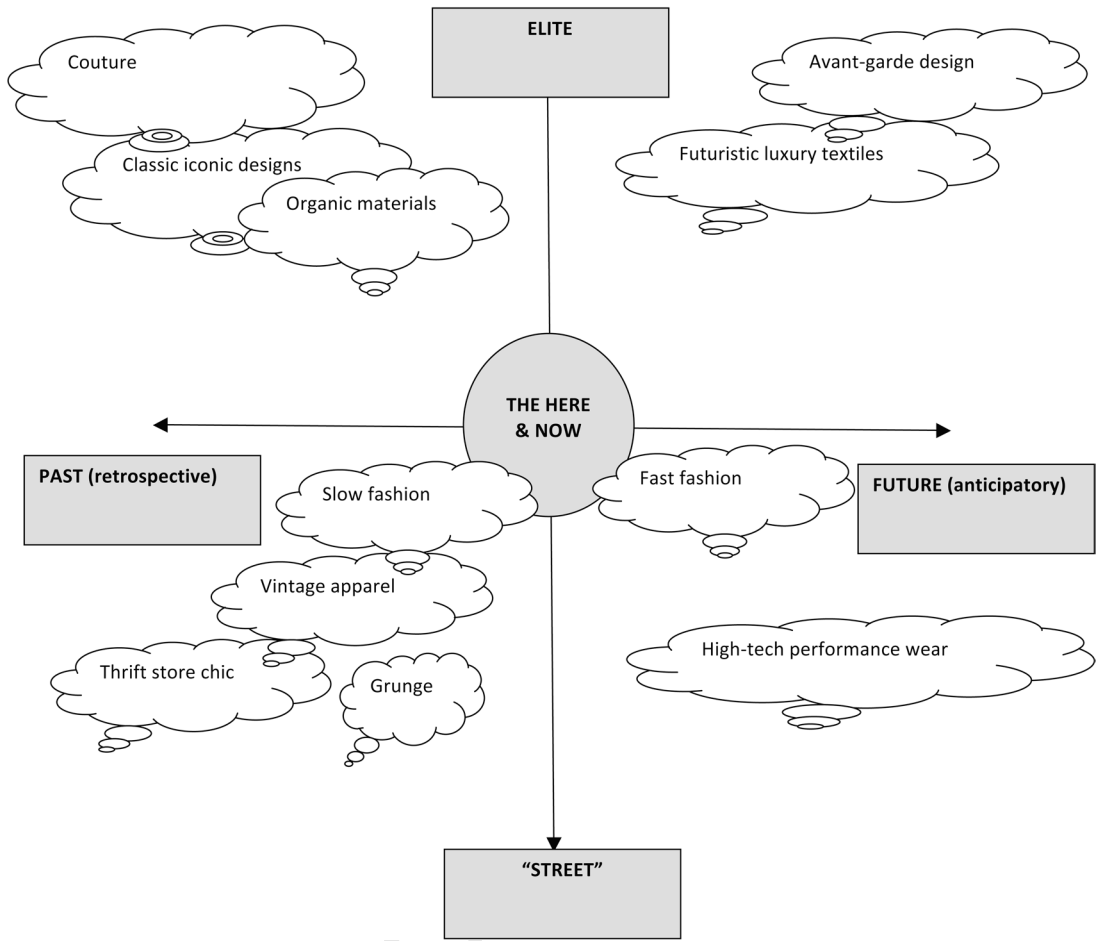 ELITE
Couture
Avant-garde design
Classic iconic designs
Futuristic luxury textiles
Organic materials
THE HERE
& NOW
PAST (retrospective)
Slow fashion
Fast fashion
FUTURE (anticipatory)
Vintage apparel
Thrift store chic
Grunge
High-tech performance wear
“STREET”